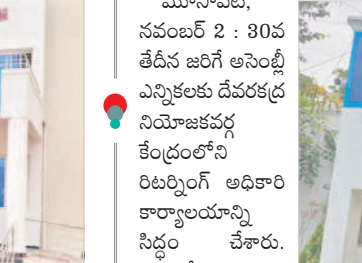 మూసాపేట,
నవంబర్ 2 : 30వ
తేదీన జరిగే అసెంబ్లీ
ఎన్నికలకు దేవరకద్ర
నియోజకవర్గ
కేంద్రంలోని
రిటర్నింగ్ అధికారి
కార్యాలయాన్ని
సిద్ధం చేశారు.